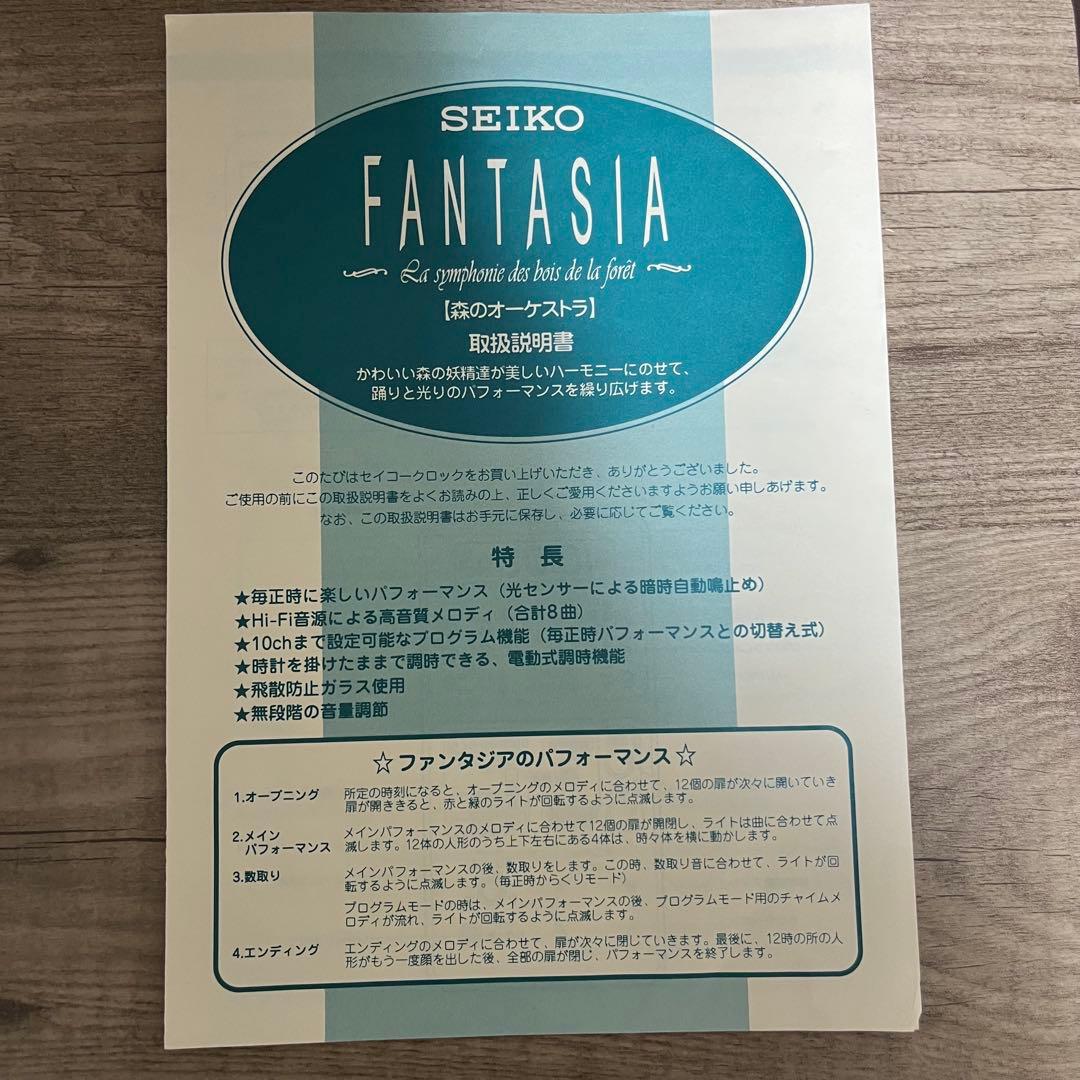 SEIKO
FANTASIA
La symphonie des bois de la forêt
【森のオーケストラ】
取扱説明書
かわいい森の妖精達が美しいハーモニーにのせて、
踊りと光りのパフォーマンスを繰り広げます。
このたびはセイコークロックをお買い上げいただき、ありがとうございました。
ご使用の前にこの取扱説明書をよくお読みの上、正しくご愛用くださいますようお願い申しあげます。
なお、この取扱説明書はお手元に保存し、必要に応じてご覧ください。
特 長
★毎正時に楽しいパフォーマンス（光センサーによる暗時自動鳴止め）
★Hi-Fi音源による高音質メロディ（合計8曲）
★10chまで設定可能なプログラム機能（毎正時パフォーマンスとの切替え式）
★時計を掛けたままで調時できる、電動式調時機能
★飛散防止ガラス使用
★無段階の音量調節
☆ファンタジアのパフォーマンス☆
1.オープニング 所定の時刻になると、オープニングのメロディに合わせて、12個の扉が次々に開いていき
扉が開ききると、赤と緑のライトが回転するように点滅します。
2.メイン メインパフォーマンスのメロディに合わせて12個の扉が開閉し、ライトは曲に合わせて点
パフォーマンス 滅します。12体の人形のうち上下左右にある4体は、時々体を横に動かします。
3.数取り メインパフォーマンスの後、数取りをします。この時、数取り音に合わせて、ライトが回
転するように点滅します。（毎正時からくりモード）
プログラムモードの時は、メインパフォーマンスの後、プログラムモード用のチャイムメ
ロディが流れ、ライトが回転するように点滅します。
4.エンディング エンディングのメロディに合わせて、扉が次々に閉じていきます。最後に、12時の所の人
形がもう一度顔を出した後、全部の扉が閉じ、パフォーマンスを終了します。